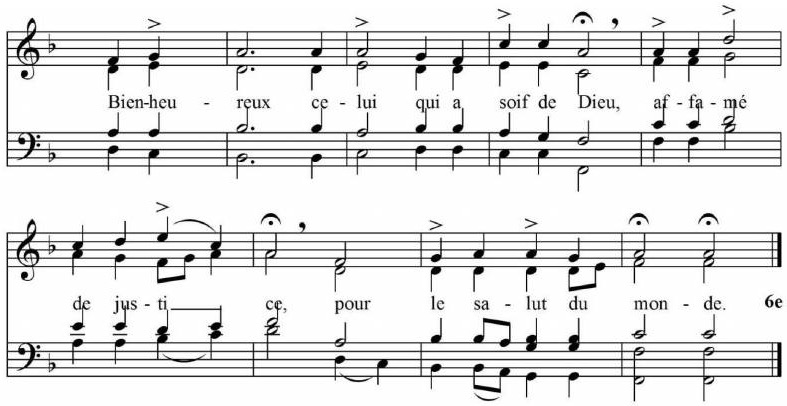 Bien-heu - reux ce - lui qui a soif de Dieu, af - fa - mé
de jus - ti ce, pour le sa - lut du mon - de. 6e